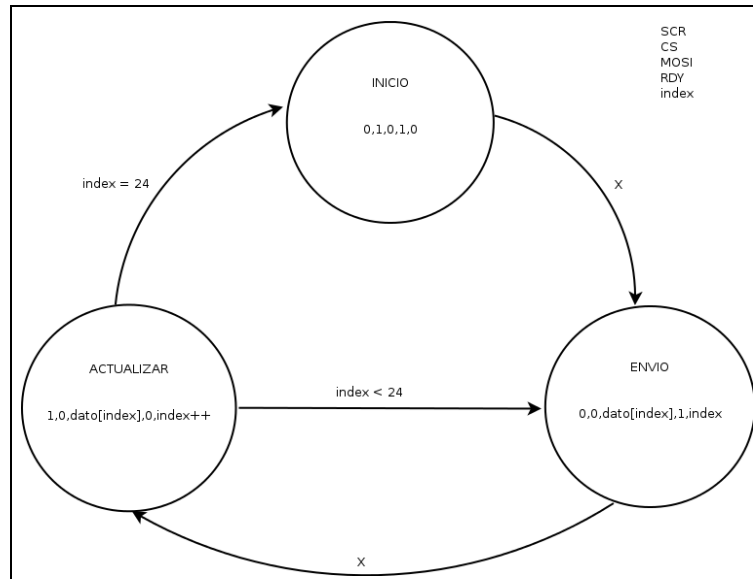 SCR
CS
MOSI
RDY
index
INICIO
0,1,0,1,0
index = 24
X
ACTUALIZAR
1,0,dato[index],0,index++
index < 24
ENVIO
0,0,dato[index],1,index
X